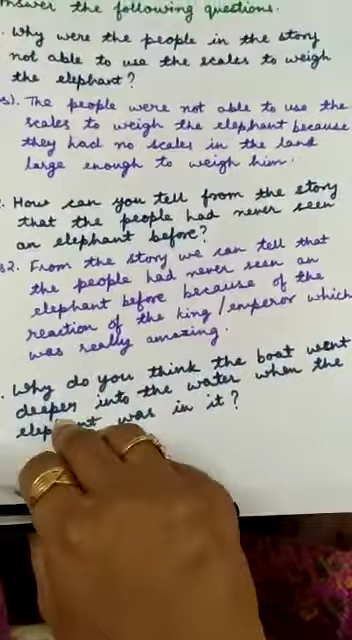 Answer the following questions.
. Why were the people in the story
not able to use the scales to weigh
the elephant?
s1. The people were not able to use the
scales to weigh the elephant because
they had no scales in the land
large enough to weigh him.
. How can you tell from the story
that the people had never seen
an elephant before?
s2. From the story we can tell that
the people had never seen an
elephant before because of the
reaction of the king/emperor which
was really amazing.
. Why do you think the boat went
deeper into the water when the
was in it?